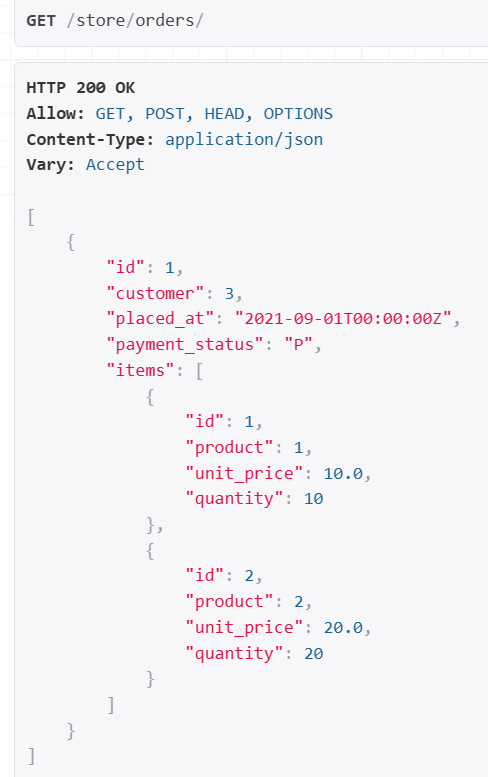 GET /store/orders/
HTTP 200 OK
Allow: GET, POST, HEAD, OPTIONS
Content-Type: application/json
Vary: Accept
[
    {
        "id": 1,
        "customer": 3,
        "placed_at": "2021-09-01T00:00:00Z",
        "payment_status": "P",
        "items": [
            {
                "id": 1,
                "product": 1,
                "unit_price": 10.0,
                "quantity": 10
            },
            {
                "id": 2,
                "product": 2,
                "unit_price": 20.0,
                "quantity": 20
            }
        ]
    }
]